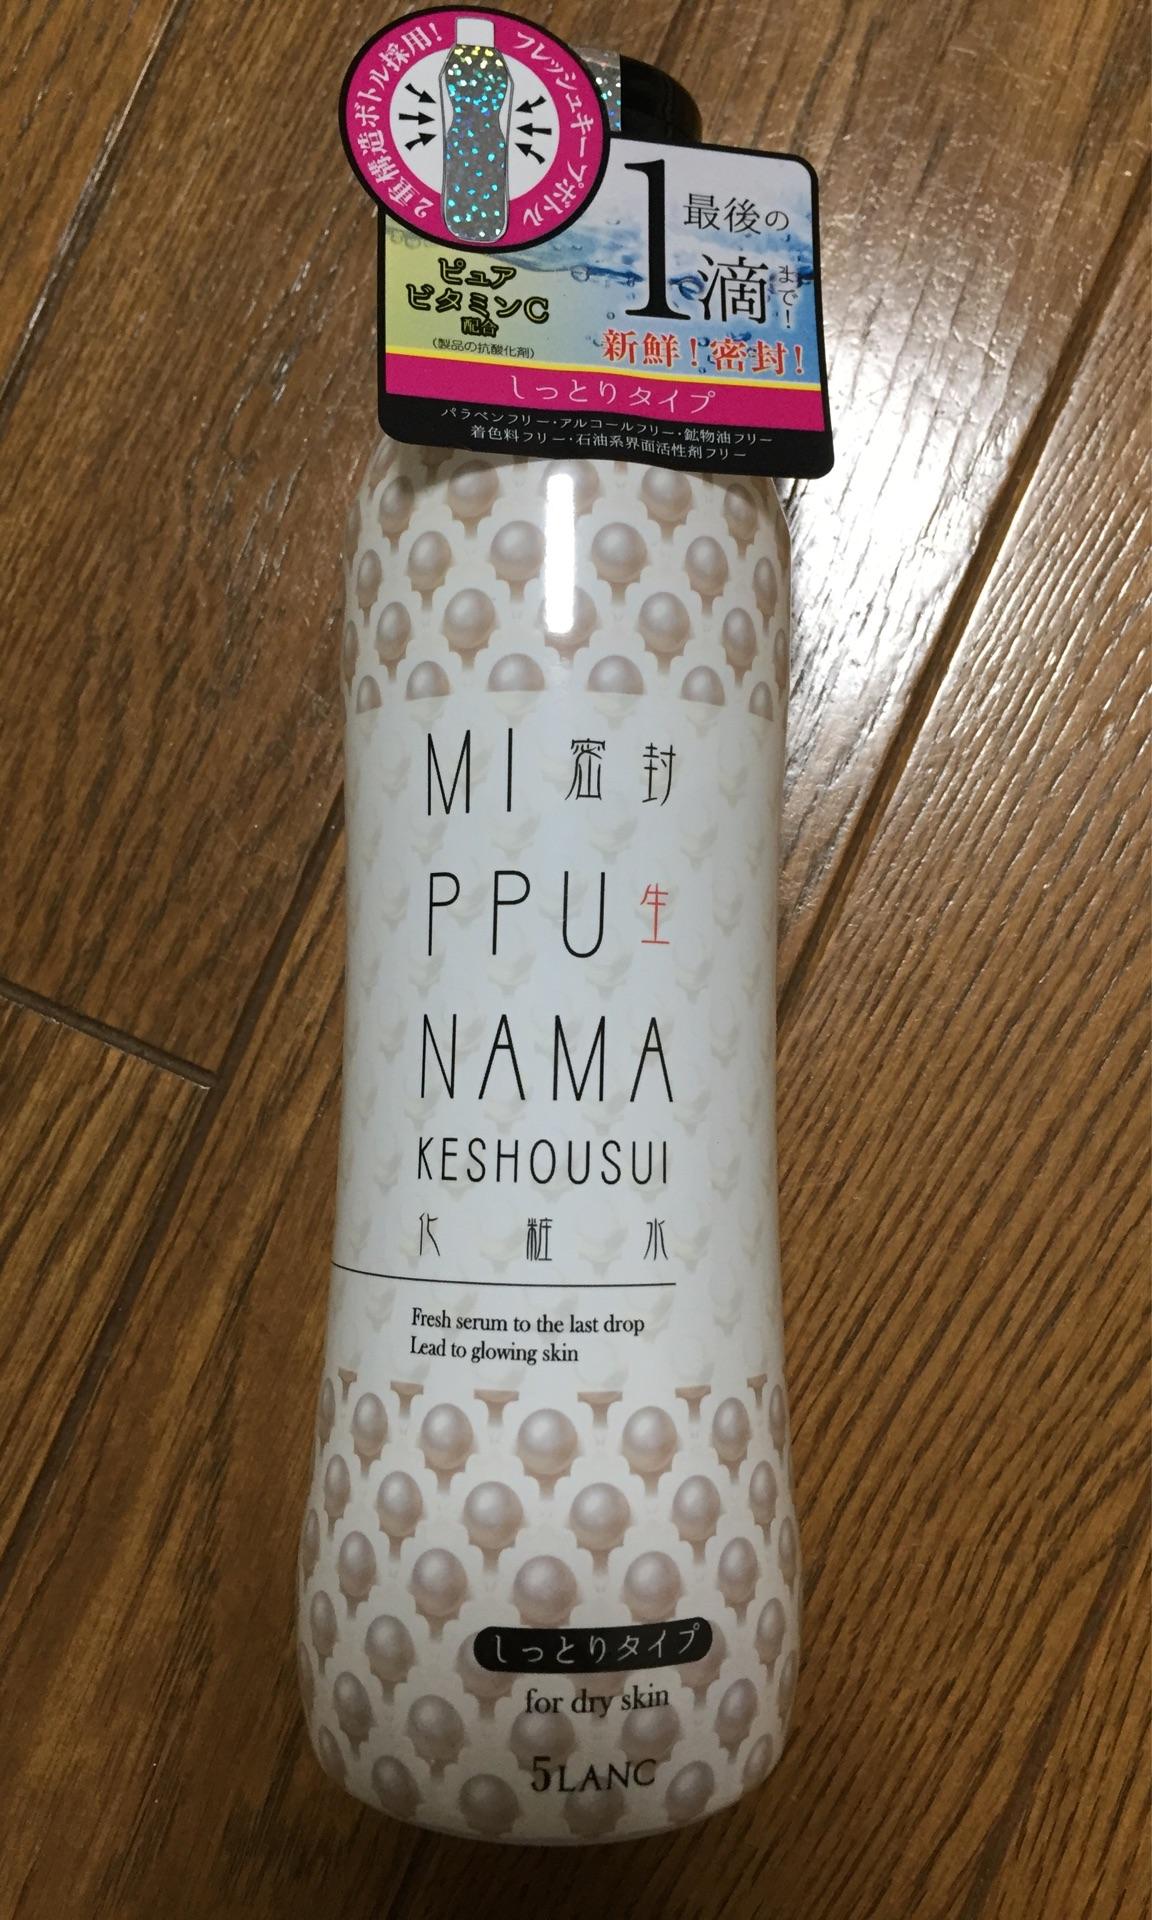 2重構造ボトル採用!
フレッシュキープボトル
最後の
1滴まで!
ピュア
ビタミンC
配合
(製品の抗酸化剤)
新鮮!密封!
しっとりタイプ
パラベンフリー・アルコールフリー・鉱物油フリー
着色料フリー・石油系界面活性剤フリー
MI 密封
PPU 生
NAMA
KESHOUSUI
化粧水
Fresh serum to the last drop
Lead to glowing skin
しっとりタイプ
for dry skin
5LANC